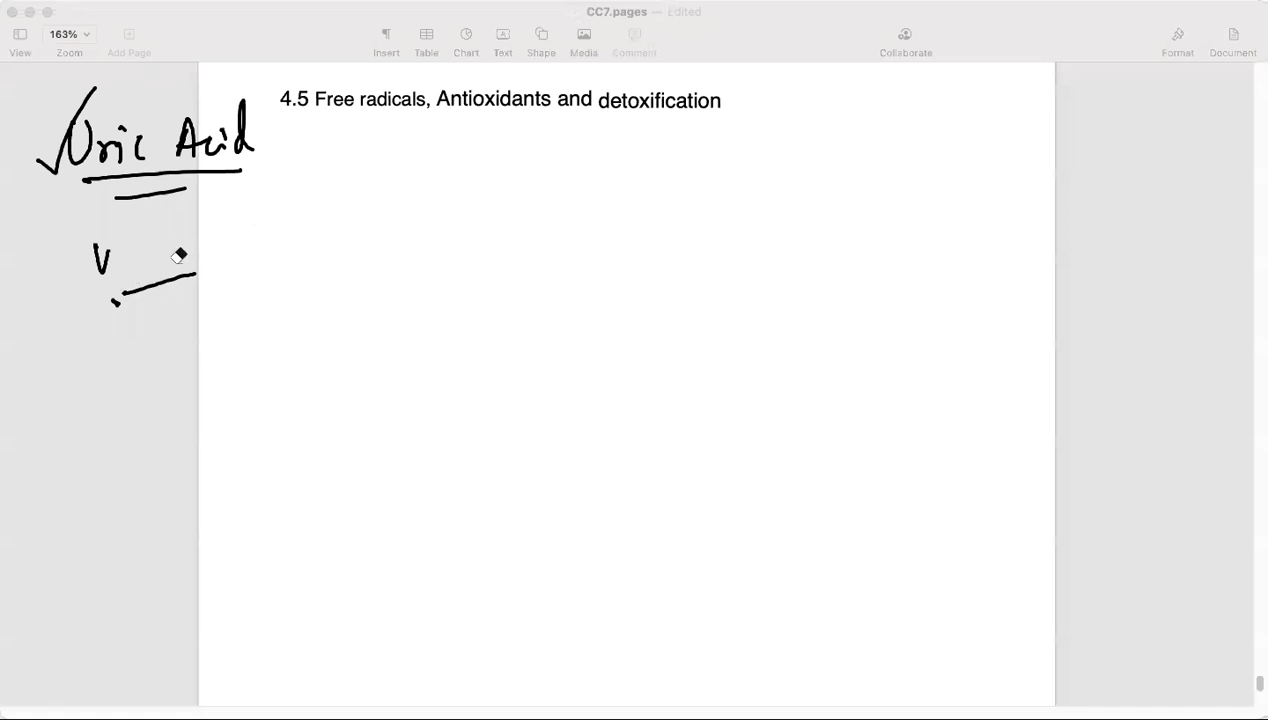 CC7.pages — Edited
163%
View Zoom Add Page Insert Table Chart Text Shape Media Comment Collaborate Format Document
4.5 Free radicals, Antioxidants and detoxification
Uric Acid
V